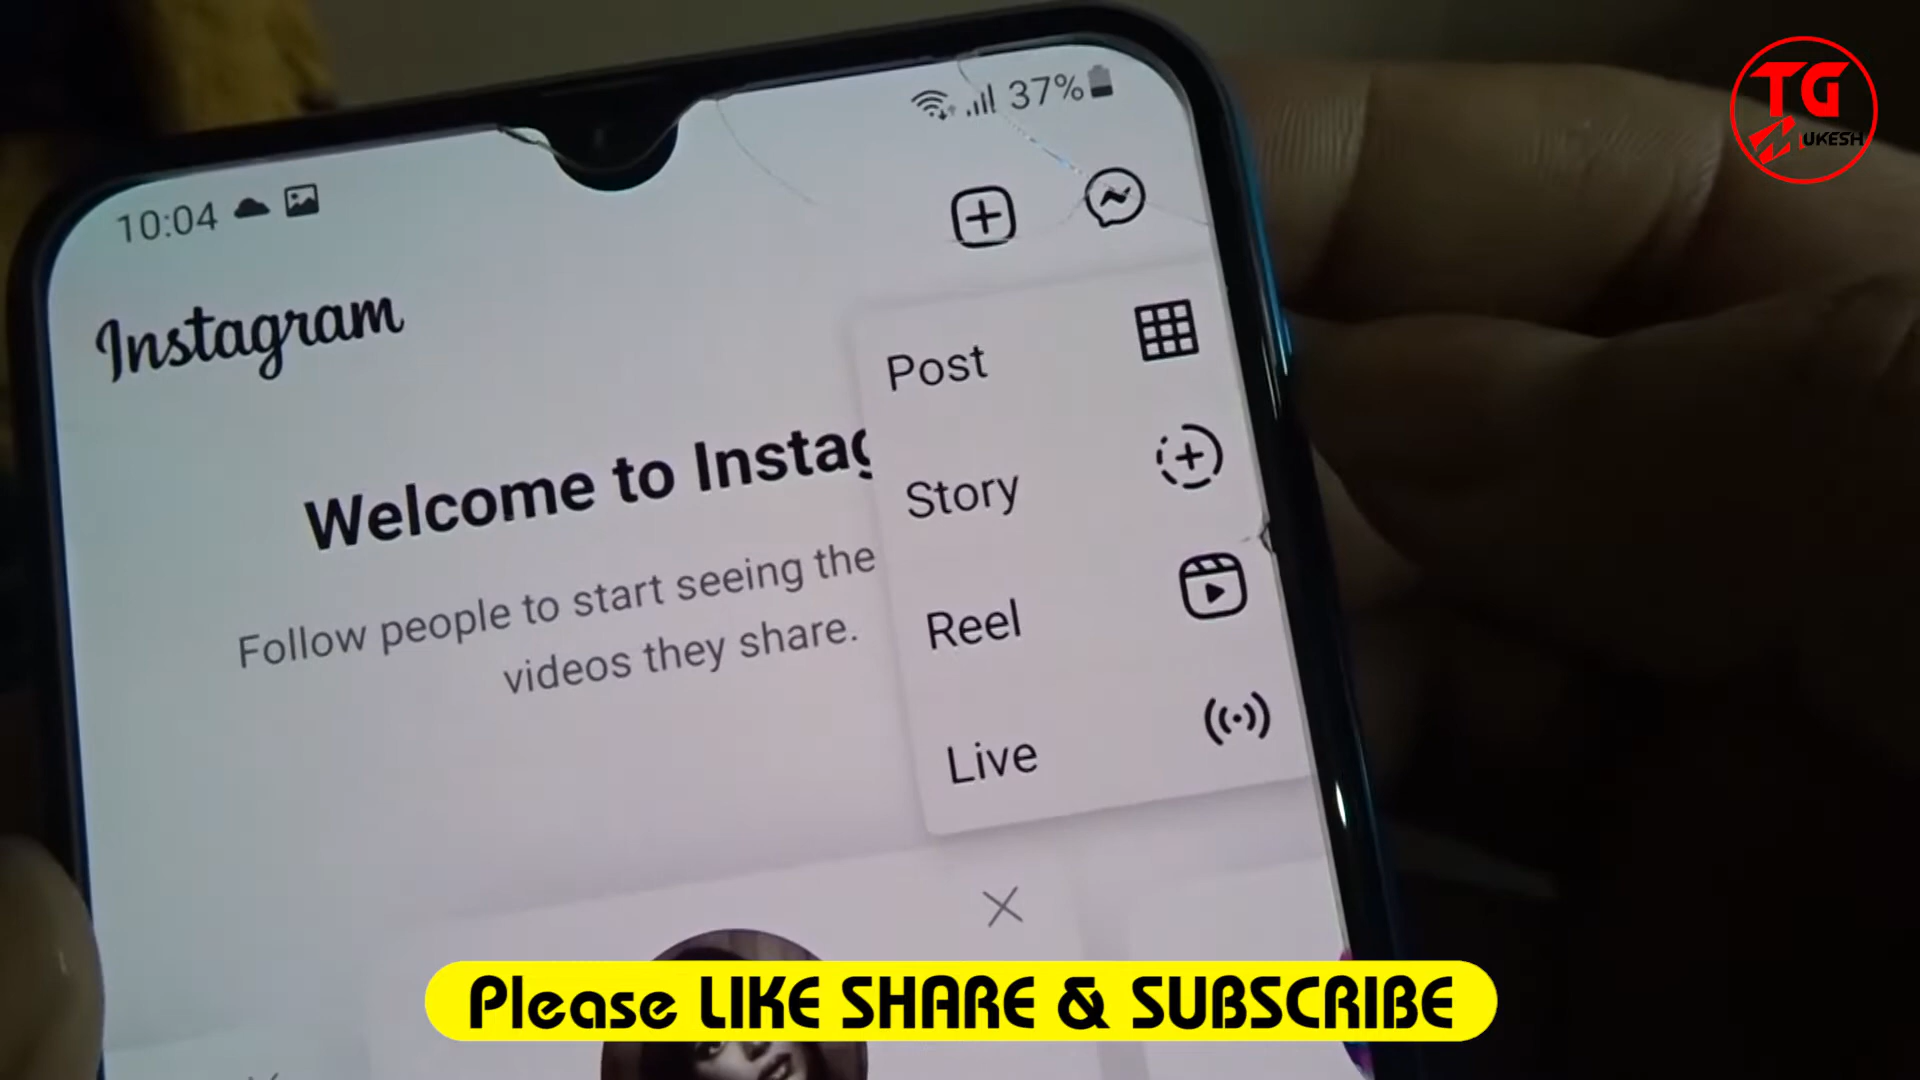 TG
MUKESH
37%
10:04
Instagram
Post
Welcome to Instag
Story
Follow people to start seeing the
videos they share.
Reel
Live
Please LIKE SHARE & SUBSCRIBE